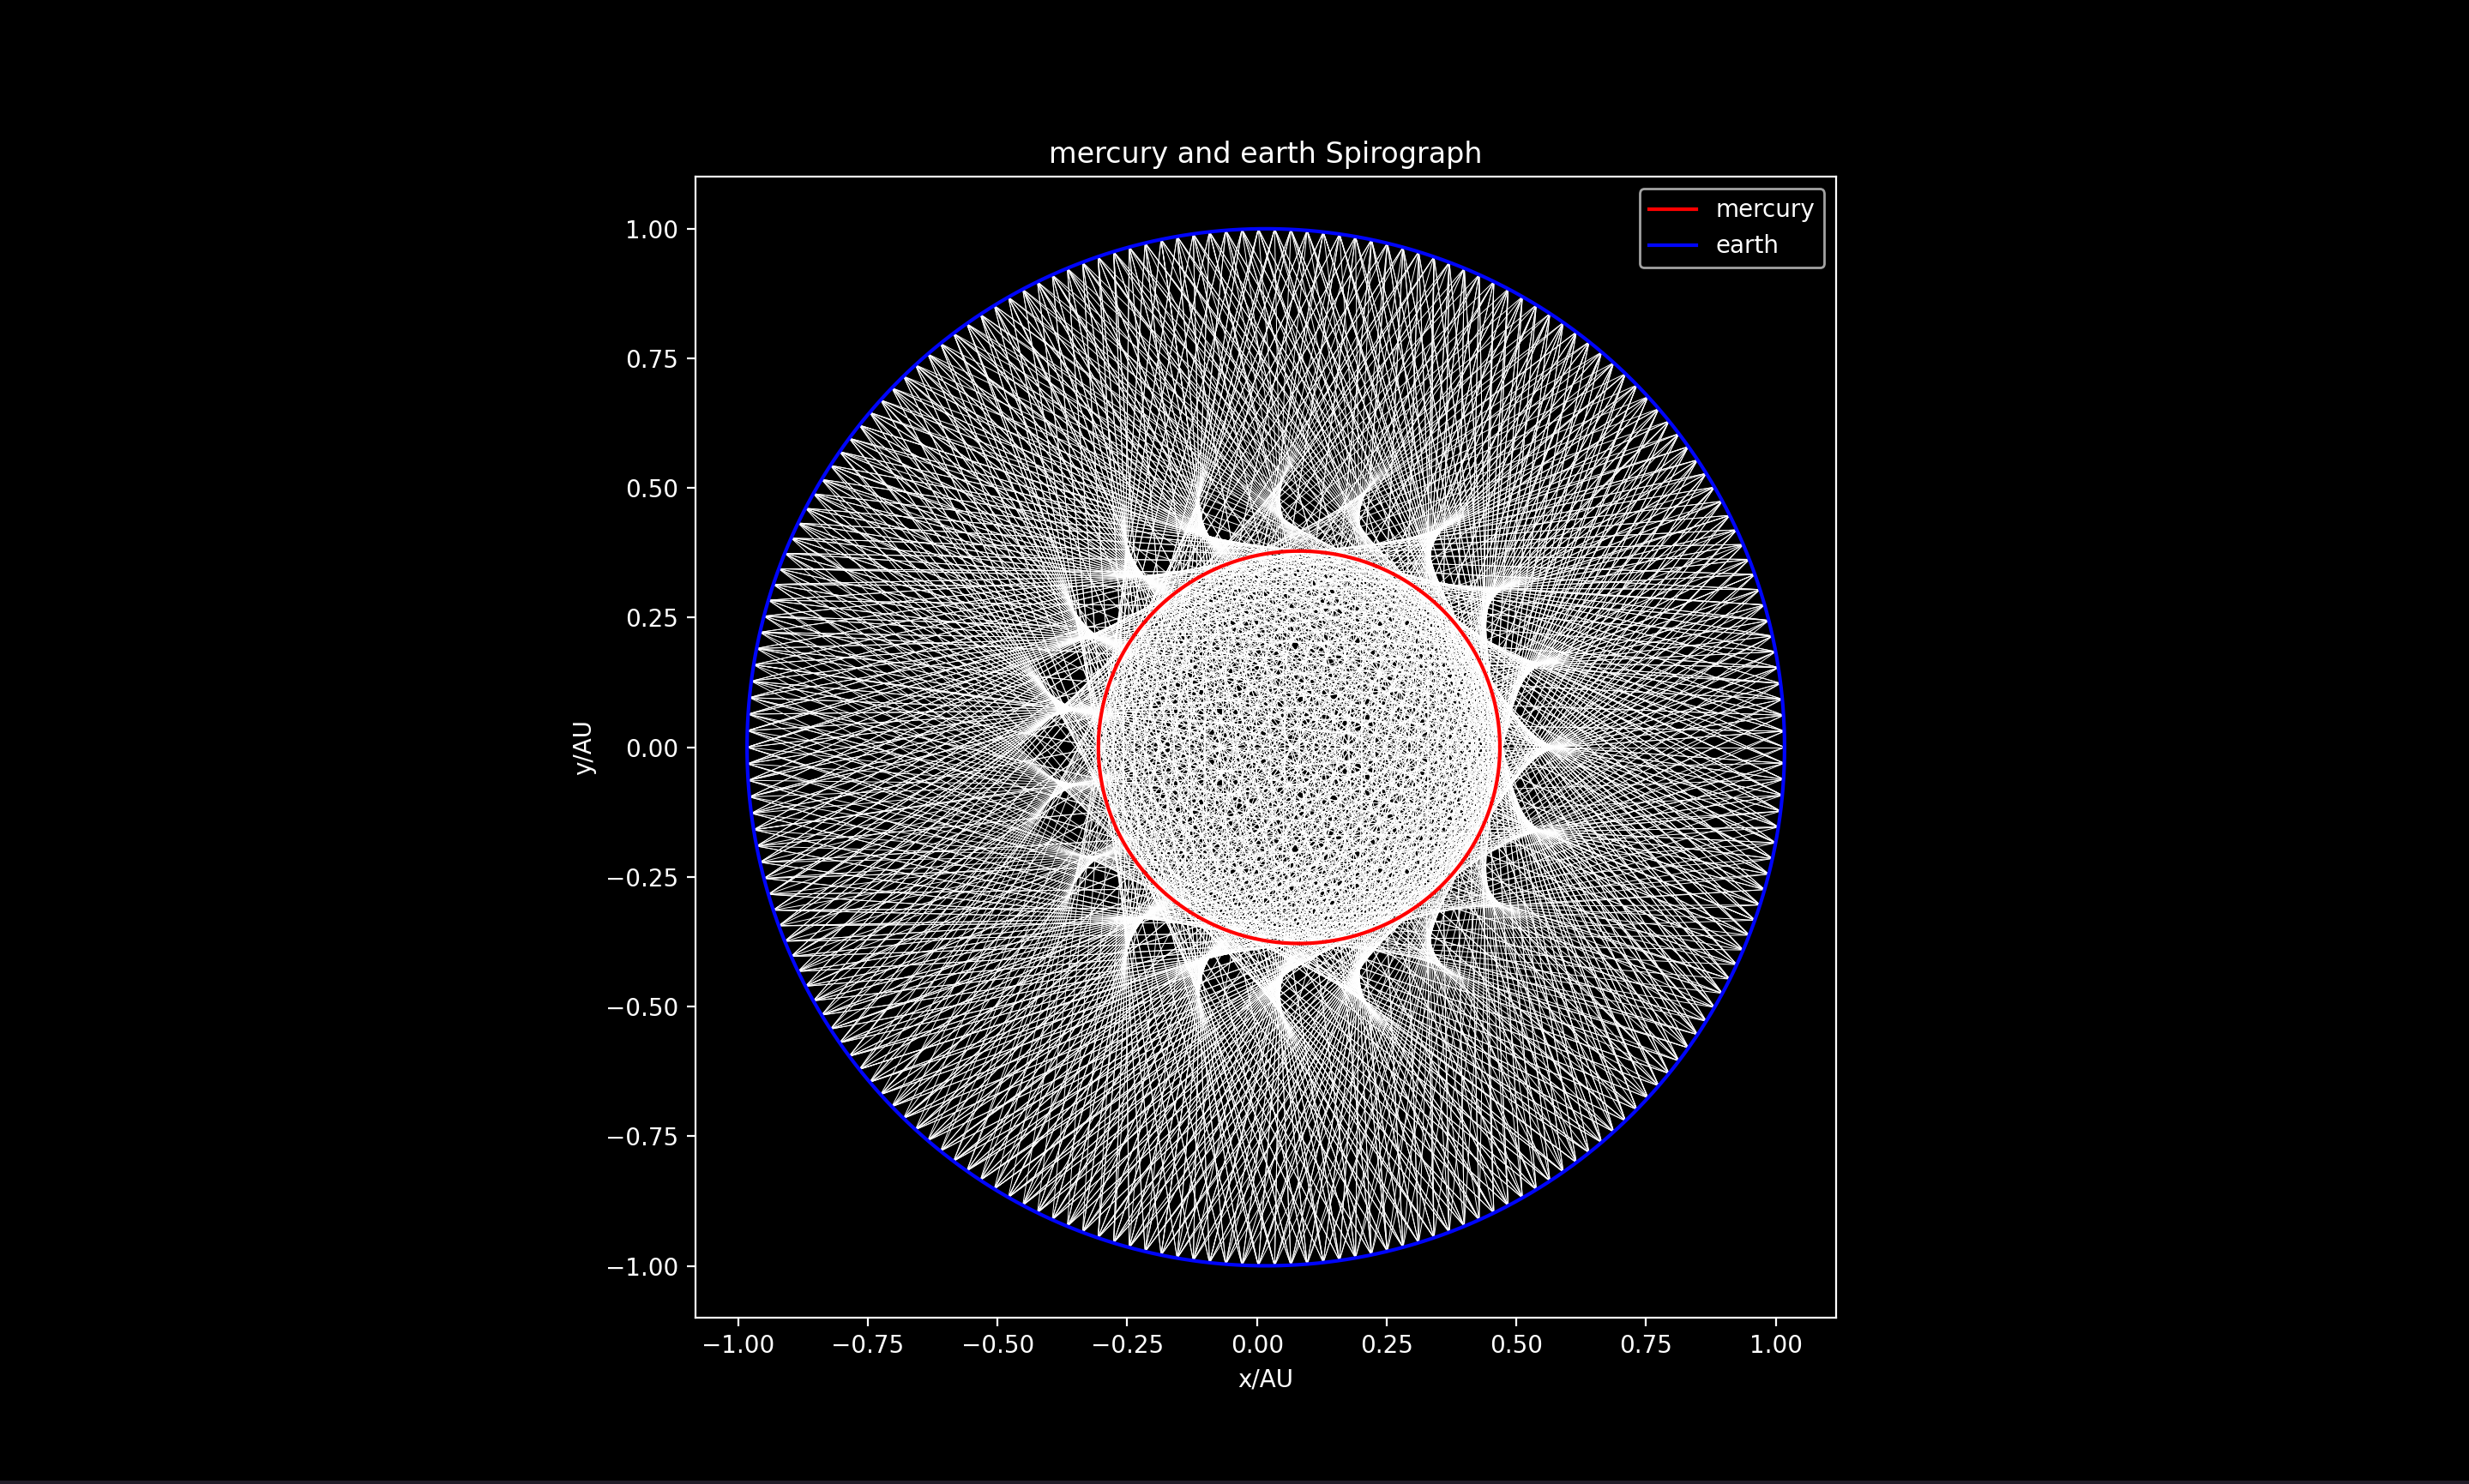 mercury and earth Spirograph
mercury
earth
1.00
0.75
0.50
0.25
0.00
−0.25
−0.50
−0.75
−1.00
y/AU
−1.00 −0.75 −0.50 −0.25 0.00 0.25 0.50 0.75 1.00
x/AU